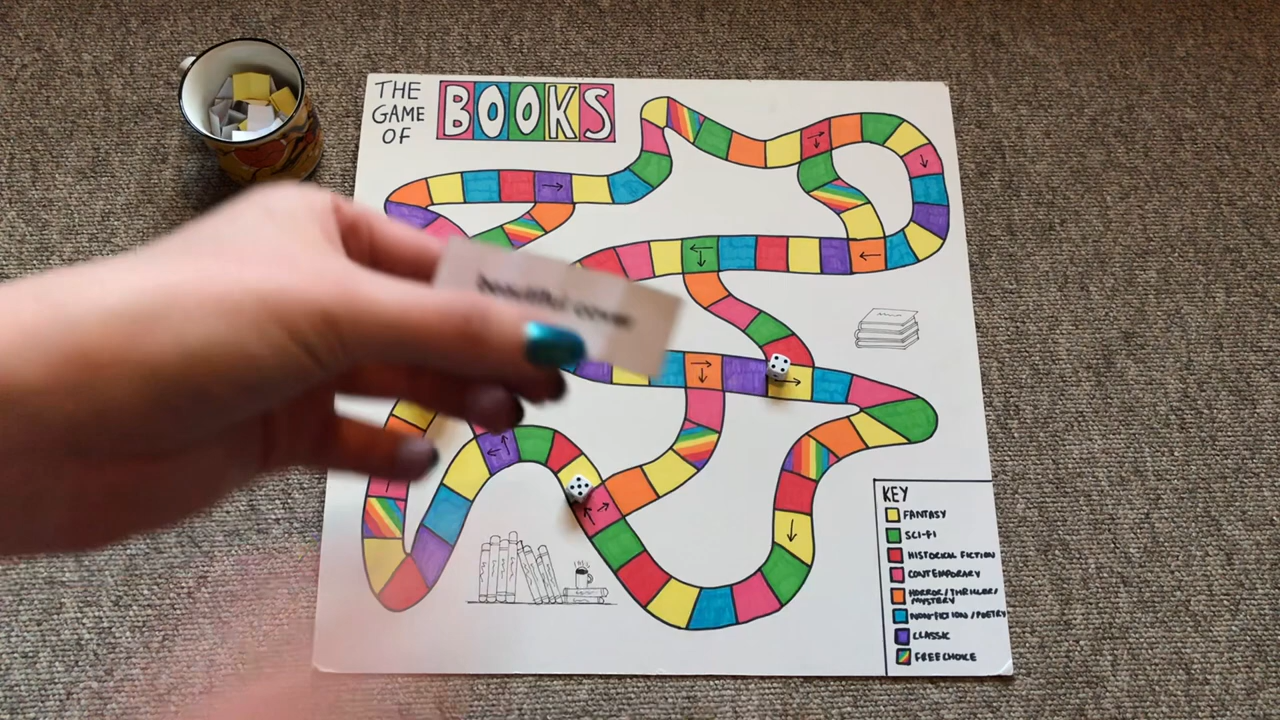 THE
GAME
OF
BOOKS
beautiful cover
KEY
FANTASY
SCI-FI
HISTORICAL FICTION
CONTEMPORARY
HORROR/THRILLER/
MYSTERY
NON-FICTION/POETRY
CLASSIC
FREE CHOICE